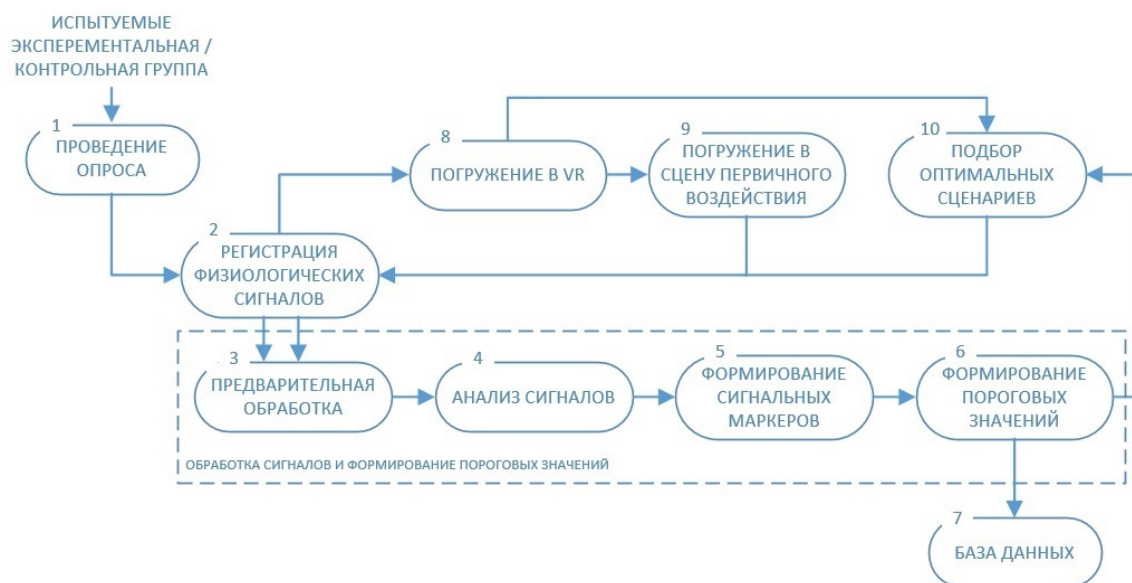 ИСПЫТУЕМЫЕ
ЭКСПЕРЕМЕНТАЛЬНАЯ /
КОНТРОЛЬНАЯ ГРУППА
1
ПРОВЕДЕНИЕ
ОПРОСА
8
ПОГРУЖЕНИЕ В VR
9
ПОГРУЖЕНИЕ В
СЦЕНУ ПЕРВИЧНОГО
ВОЗДЕЙСТВИЯ
10
ПОДБОР
ОПТИМАЛЬНЫХ
СЦЕНАРИЕВ
2
РЕГИСТРАЦИЯ
ФИЗИОЛОГИЧЕСКИХ
СИГНАЛОВ
3
ПРЕДВАРИТЕЛЬНАЯ
ОБРАБОТКА
4
АНАЛИЗ СИГНАЛОВ
5
ФОРМИРОВАНИЕ
СИГНАЛЬНЫХ
МАРКЕРОВ
6
ФОРМИРОВАНИЕ
ПОРОГОВЫХ
ЗНАЧЕНИЙ
ОБРАБОТКА СИГНАЛОВ И ФОРМИРОВАНИЕ ПОРОГОВЫХ ЗНАЧЕНИЙ
7
БАЗА ДАННЫХ